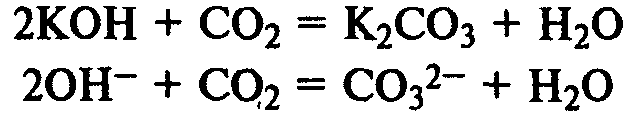 2KOH + CO₂ = K₂CO₃ + H₂O
2OH⁻ + CO₂ = CO₃²⁻ + H₂O